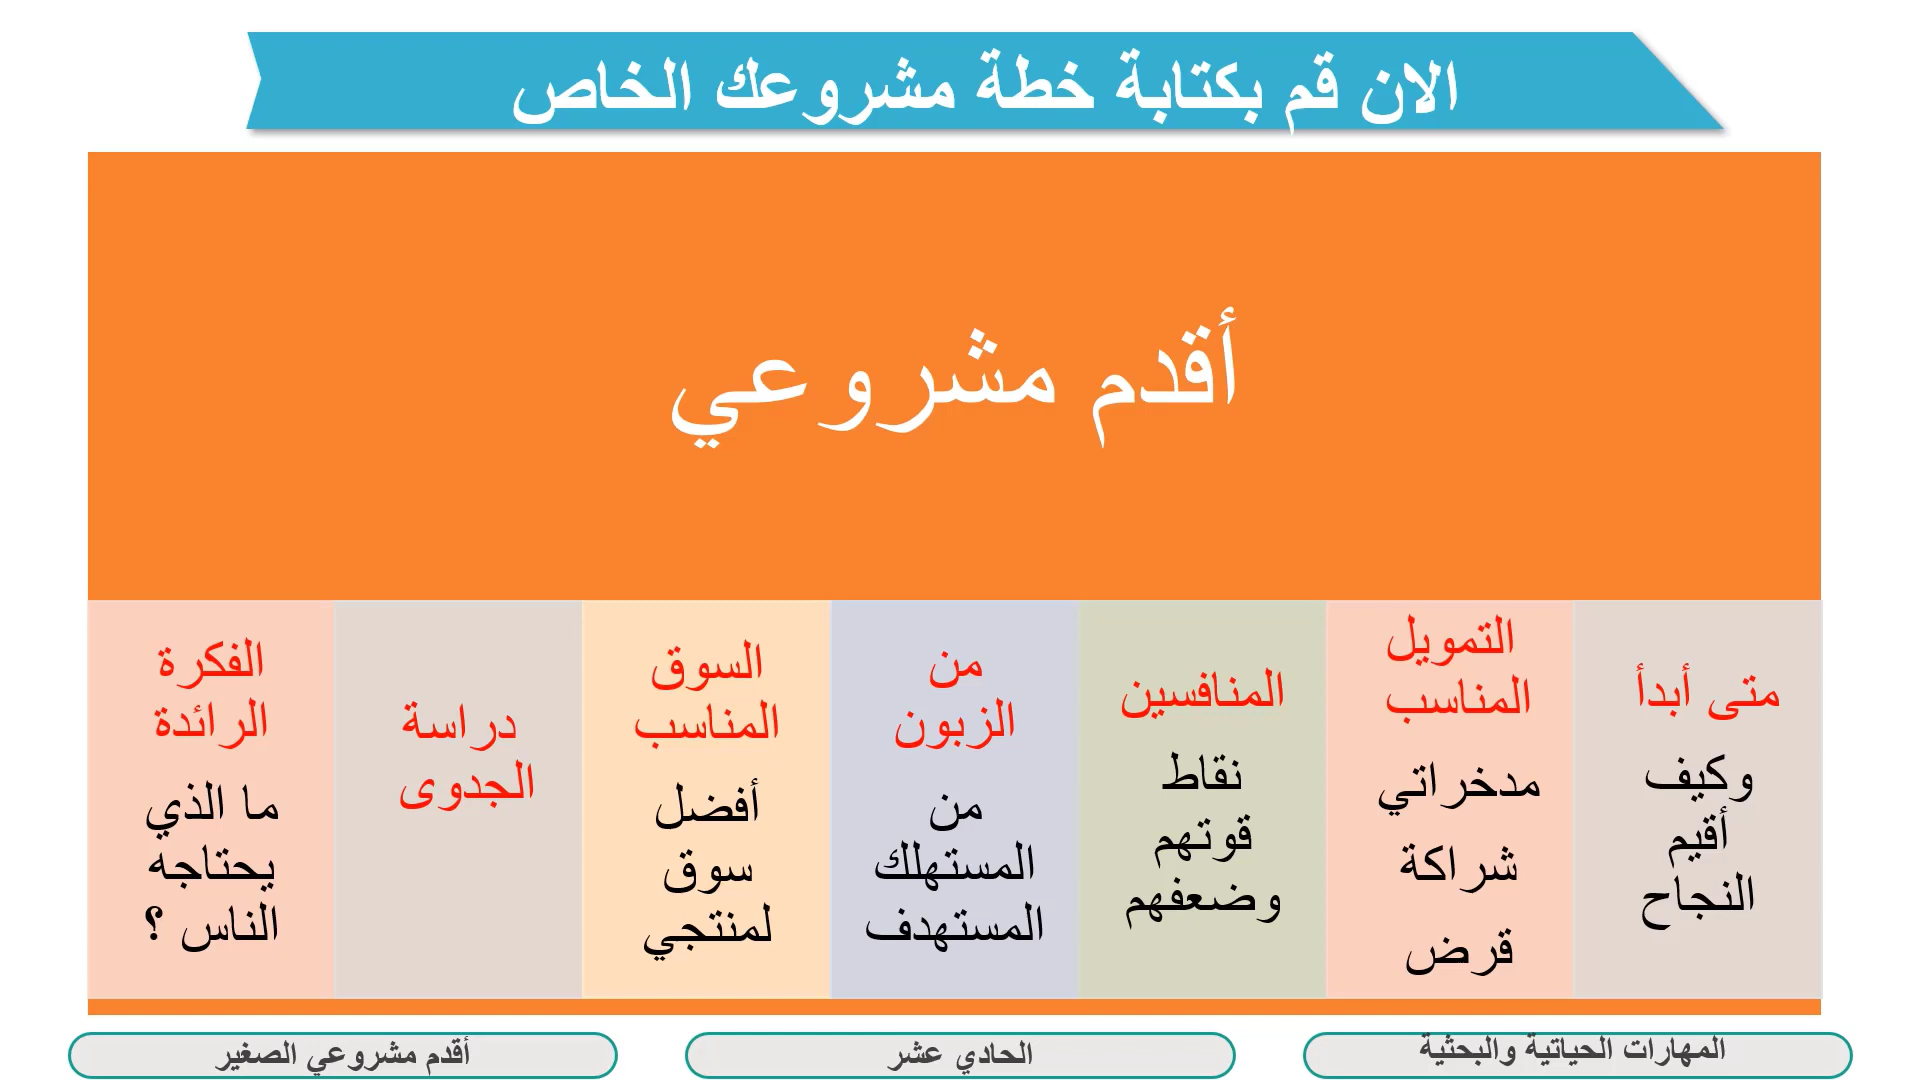 الان قم بكتابة خطة مشروعك الخاص
أقدم مشروعي
متى أبدأ
وكيف
أقيم
النجاح
التمويل
المناسب
مدخراتي
شراكة
قرض
المنافسين
نقاط
قوتهم
وضعفهم
من
الزبون
من
المستهلك
المستهدف
السوق
المناسب
أفضل
سوق
لمنتجي
دراسة
الجدوى
الفكرة
الرائدة
ما الذي
يحتاجه
الناس ؟
المهارات الحياتية والبحثية
الحادي عشر
أقدم مشروعي الصغير